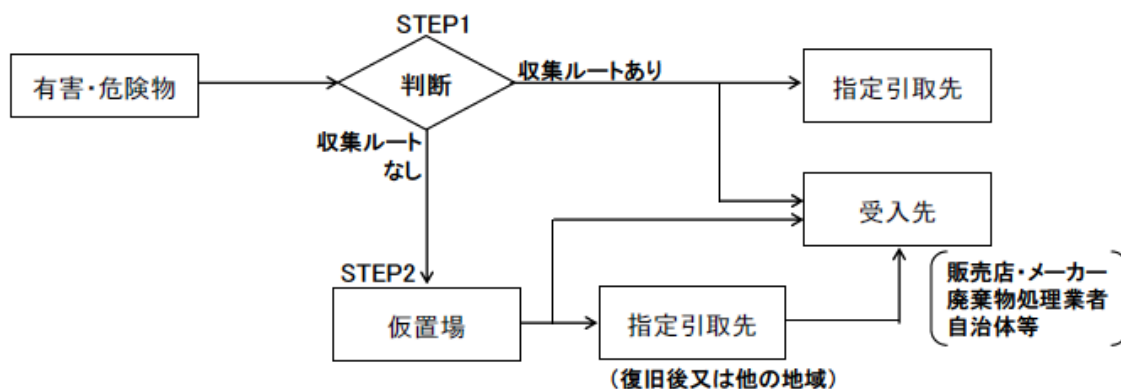 STEP1
有害・危険物
判断
収集ルートあり
指定引取先
収集ルート
なし
受入先
STEP2
仮置場
指定引取先
販売店・メーカー
廃棄物処理業者
自治体等
(復旧後又は他の地域)